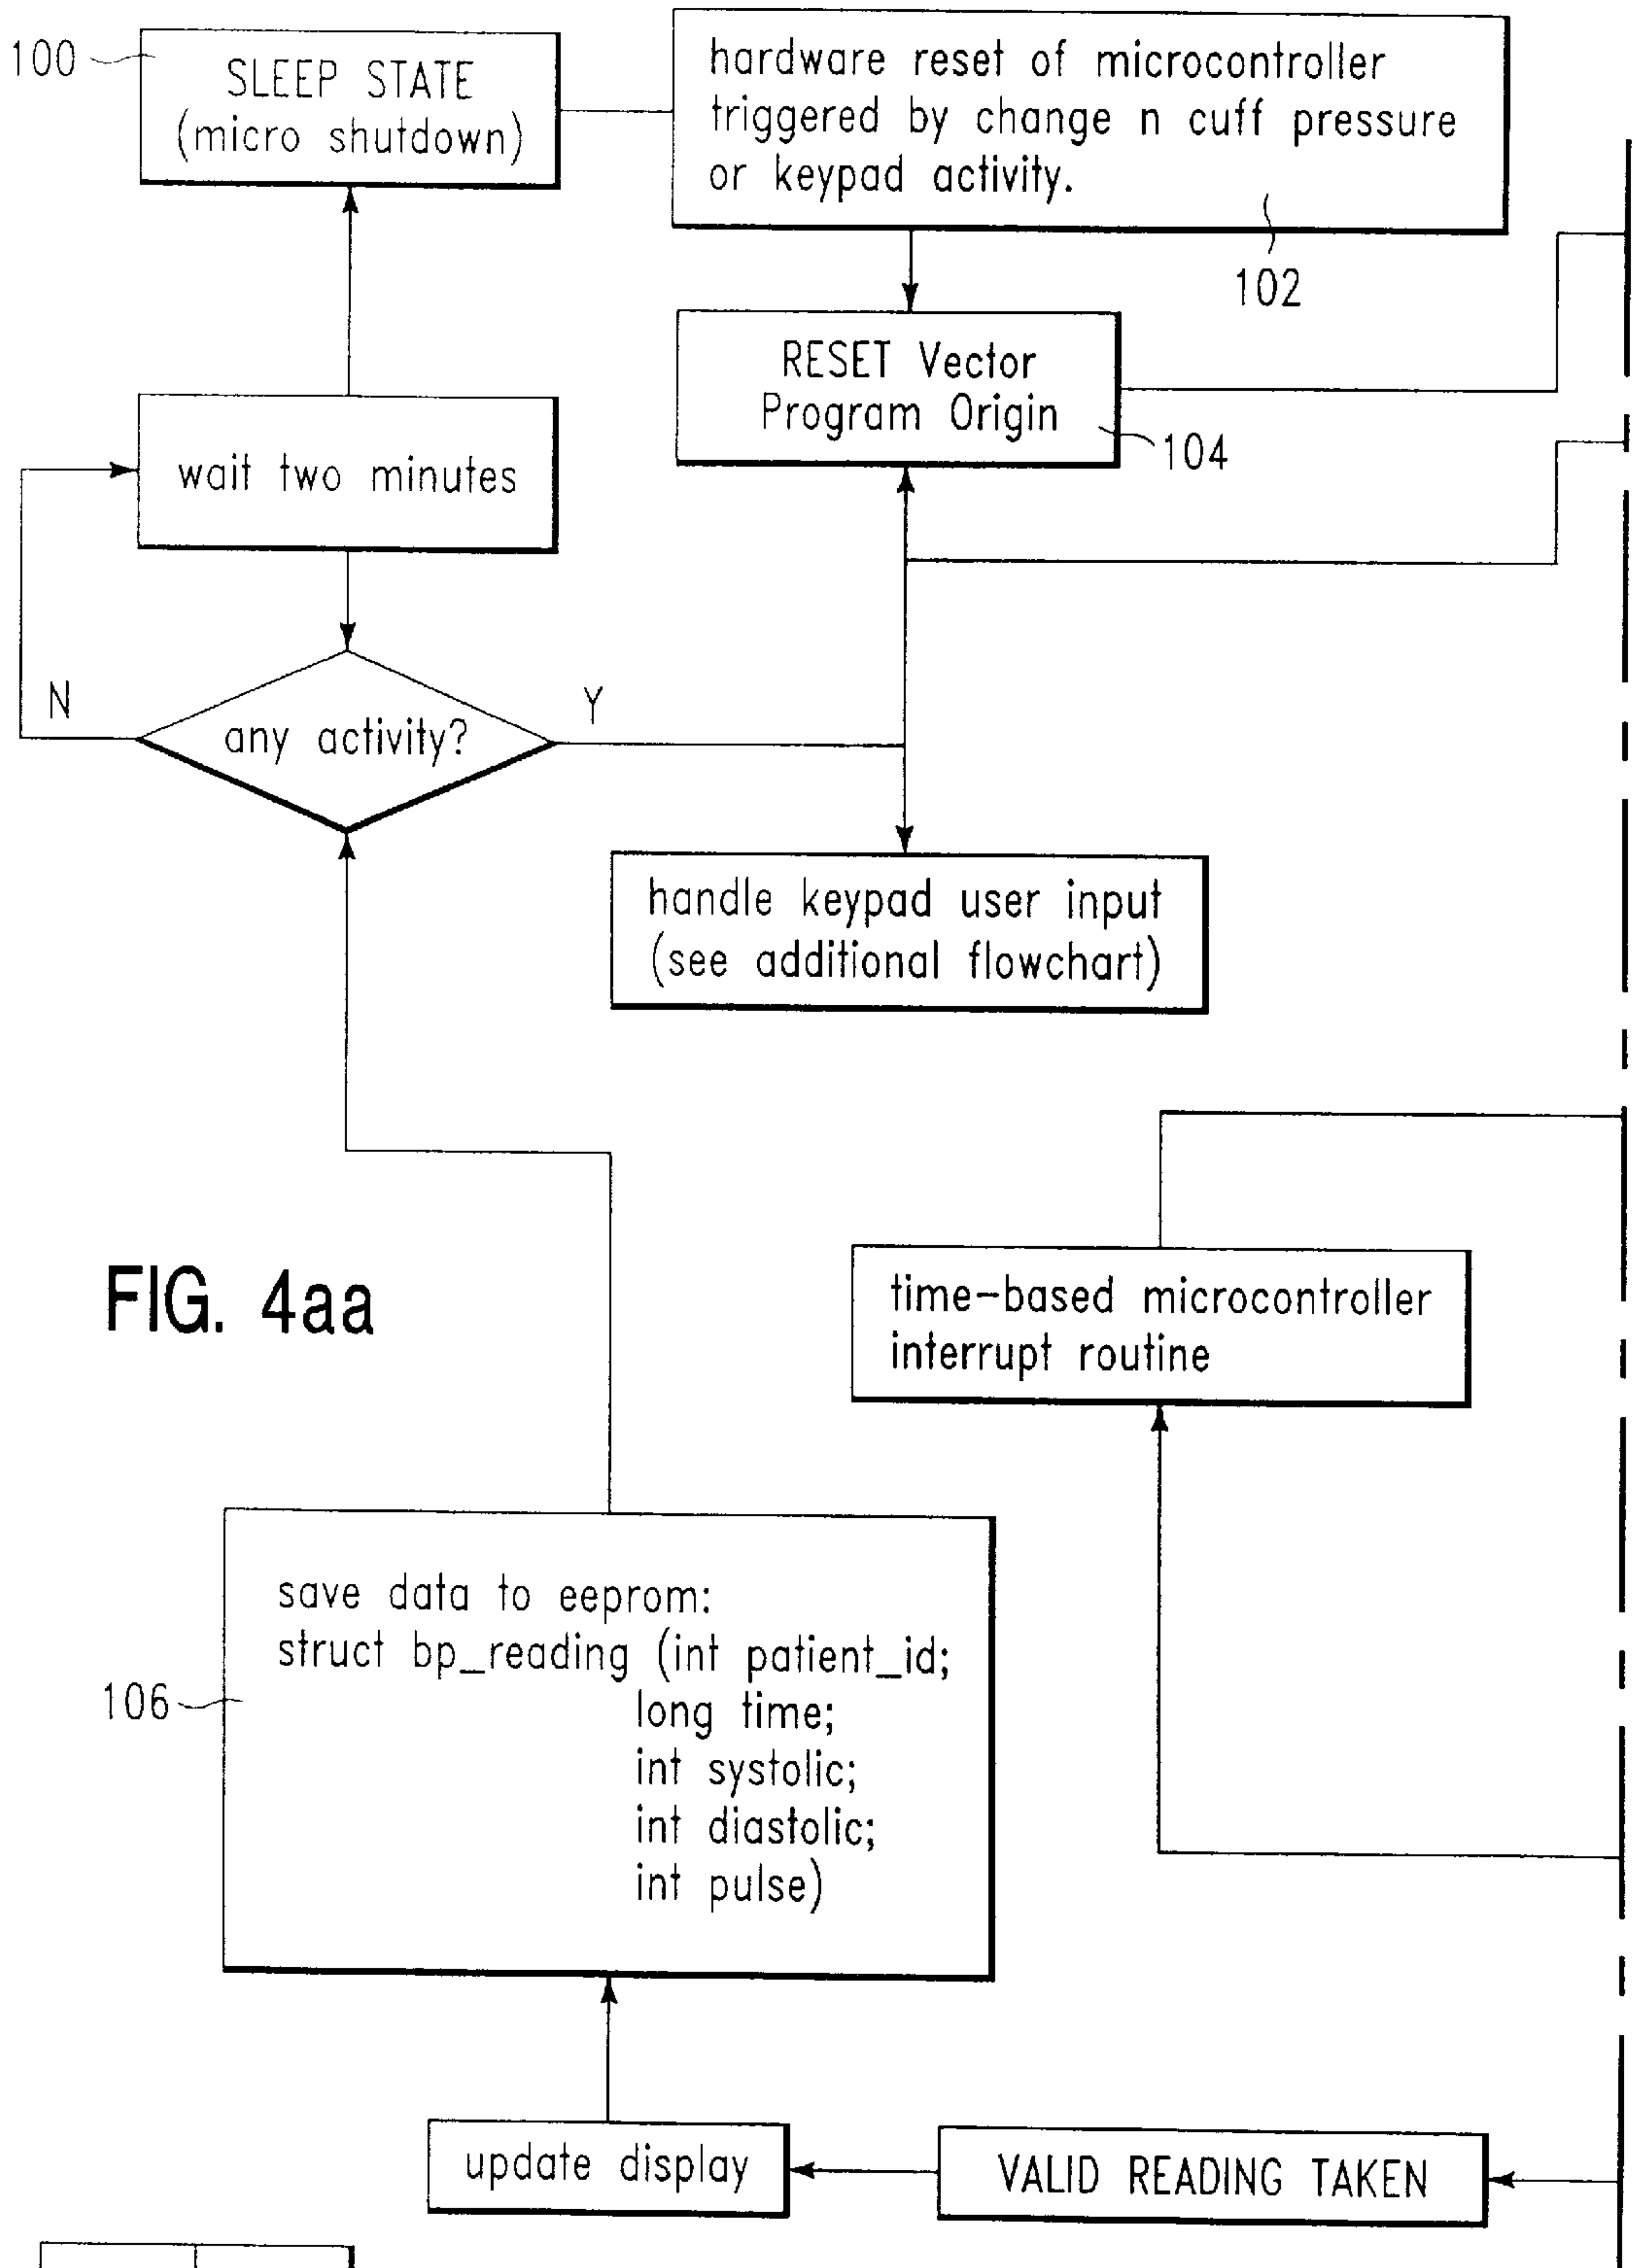 100
SLEEP STATE
(micro shutdown)
hardware reset of microcontroller
triggered by change n cuff pressure
or keypad activity.
102
RESET Vector
Program Origin
104
wait two minutes
N
any activity?
Y
handle keypad user input
(see additional flowchart)
FIG. 4aa
time-based microcontroller
interrupt routine
save data to eeprom:
struct bp_reading (int patient_id;
long time;
int systolic;
int diastolic;
int pulse)
106
update display
VALID READING TAKEN